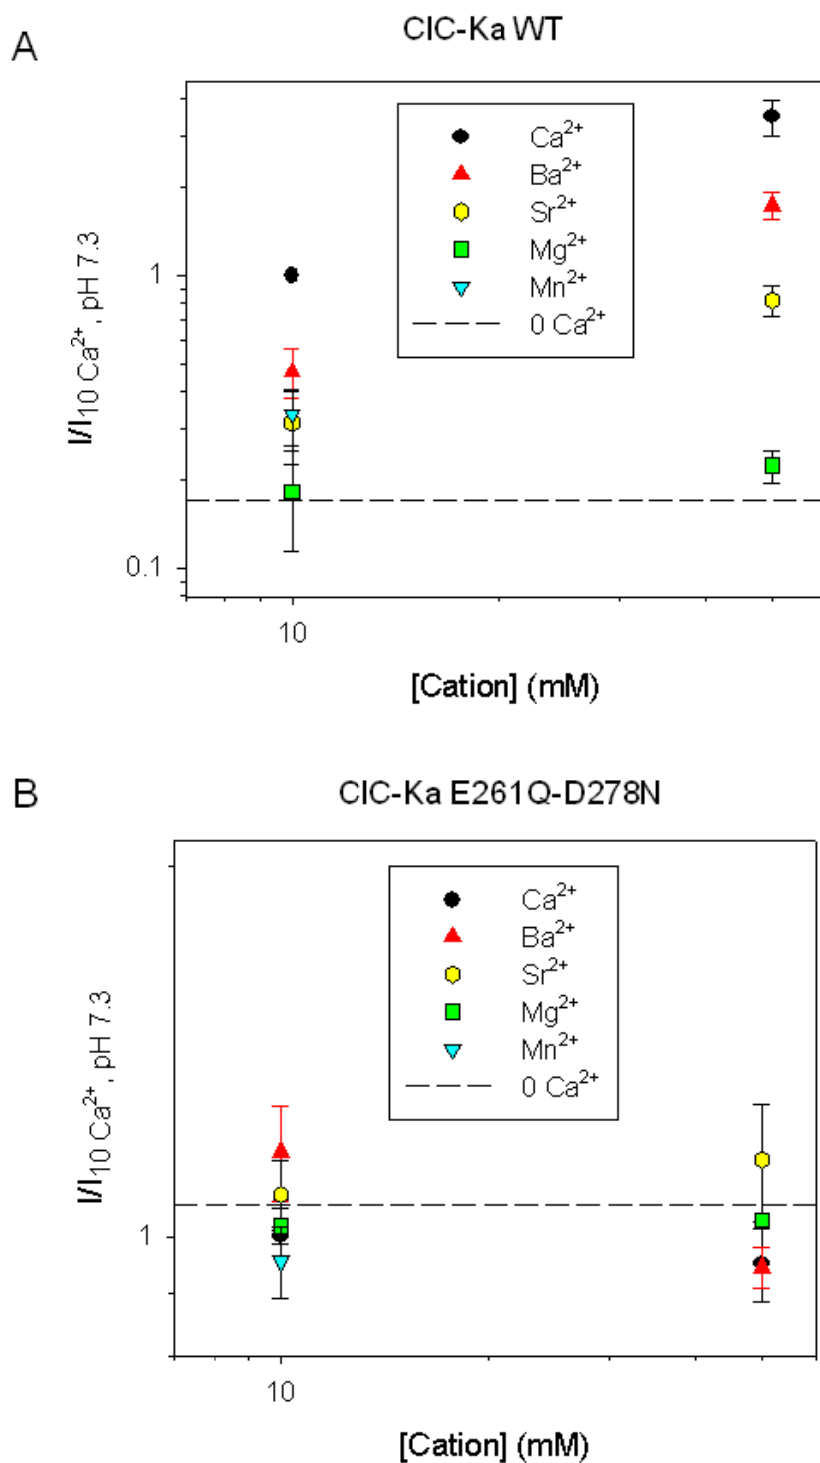 A
ClC-Ka WT
I/I10 Ca2+, pH 7.3
1
0.1
Ca2+
Ba2+
Sr2+
Mg2+
Mn2+
0 Ca2+
10
[Cation] (mM)
B
ClC-Ka E261Q-D278N
I/I10 Ca2+, pH 7.3
1
Ca2+
Ba2+
Sr2+
Mg2+
Mn2+
0 Ca2+
10
[Cation] (mM)